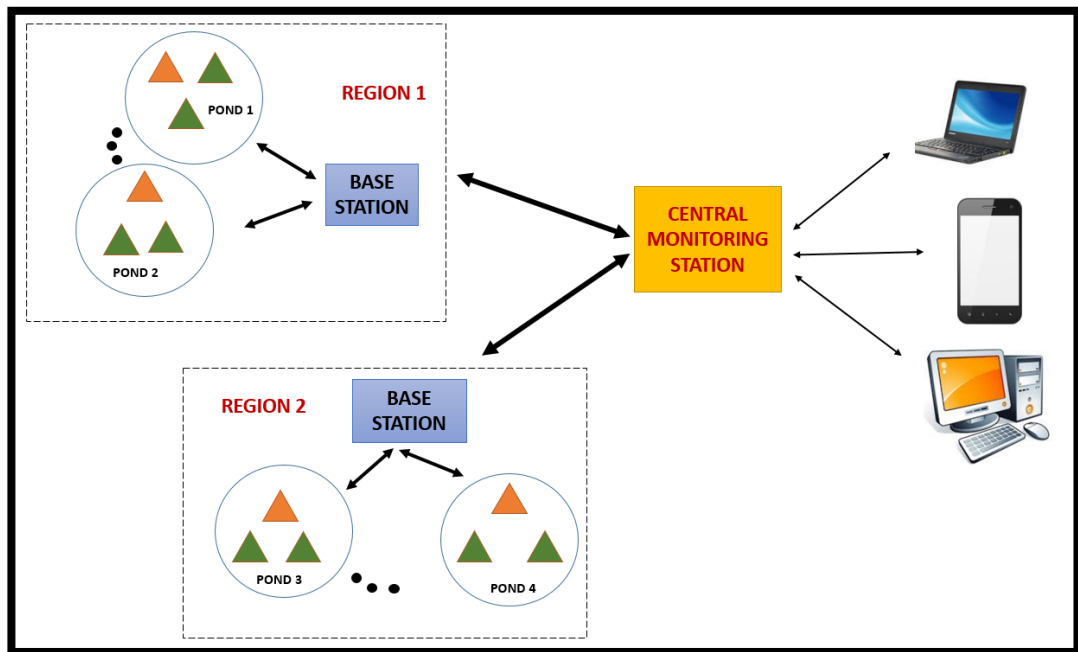 REGION 1
POND 1
BASE
STATION
POND 2
CENTRAL
MONITORING
STATION
REGION 2
BASE
STATION
POND 3
POND 4